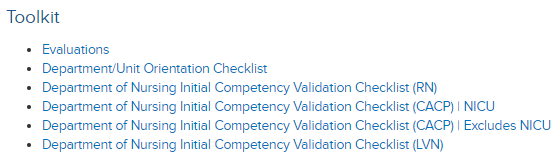 Toolkit
Evaluations
Department/Unit Orientation Checklist
Department of Nursing Initial Competency Validation Checklist (RN)
Department of Nursing Initial Competency Validation Checklist (CACP) | NICU
Department of Nursing Initial Competency Validation Checklist (CACP) | Excludes NICU
Department of Nursing Initial Competency Validation Checklist (LVN)